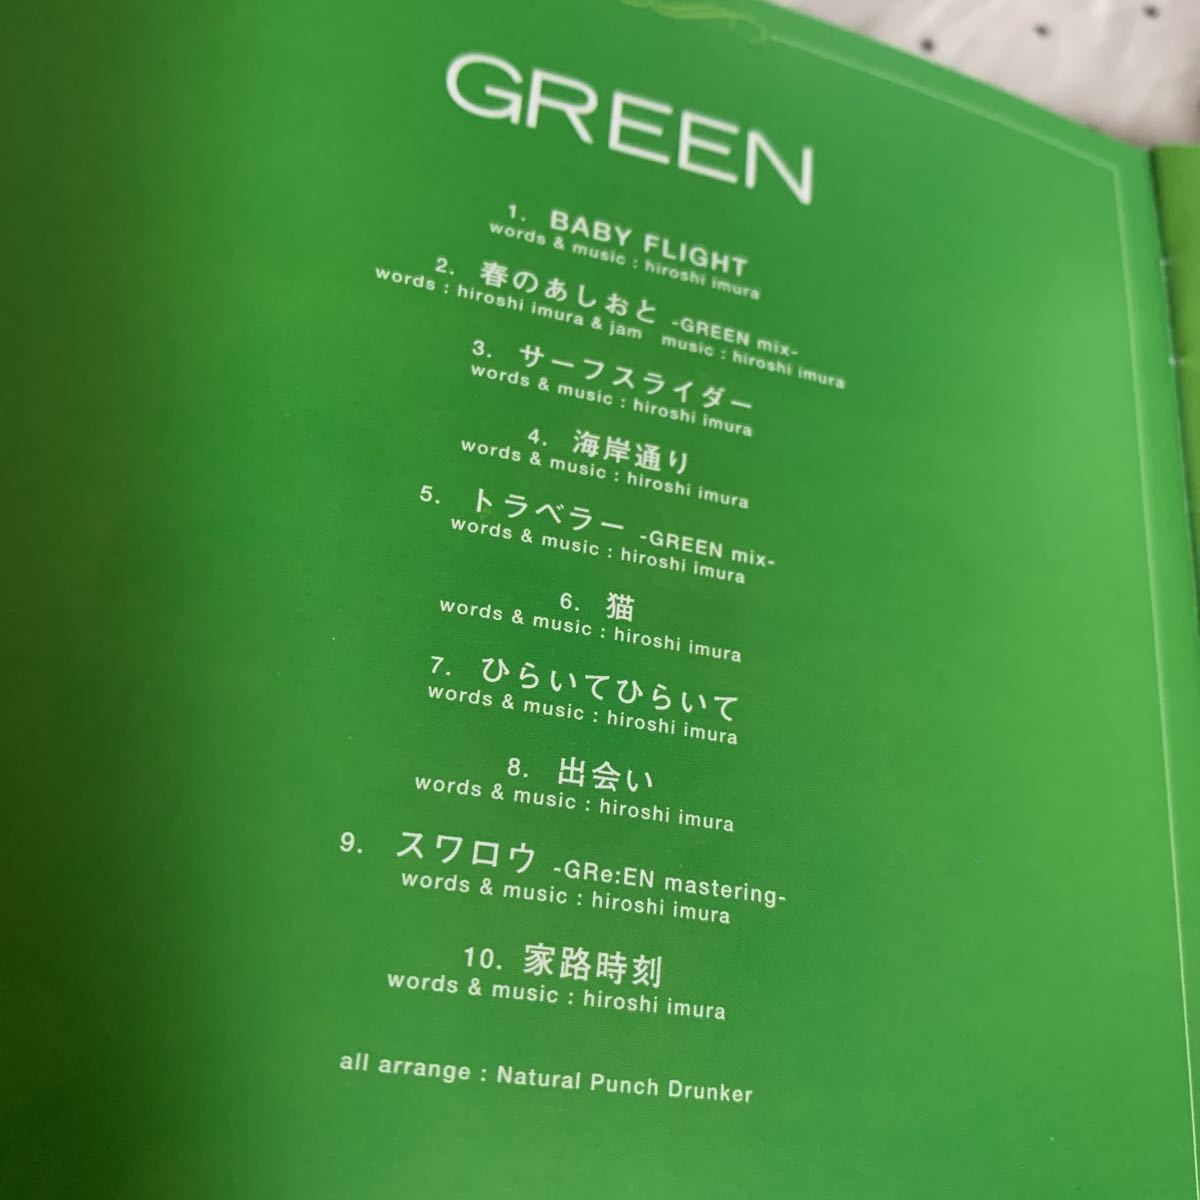 GREEN
1. BABY FLIGHT
words & music : hiroshi imura
2. 春のあしおと -GREEN mix-
words : hiroshi imura & jam music : hiroshi imura
3. サーフスライダー
words & music : hiroshi imura
4. 海岸通り
words & music : hiroshi imura
5. トラベラー -GREEN mix-
words & music : hiroshi imura
6. 猫
words & music : hiroshi imura
7. ひらいてひらいて
words & music : hiroshi imura
8. 出会い
words & music : hiroshi imura
9. スワロウ -GRe:EN mastering-
words & music : hiroshi imura
10. 家路時刻
words & music : hiroshi imura
all arrange : Natural Punch Drunker